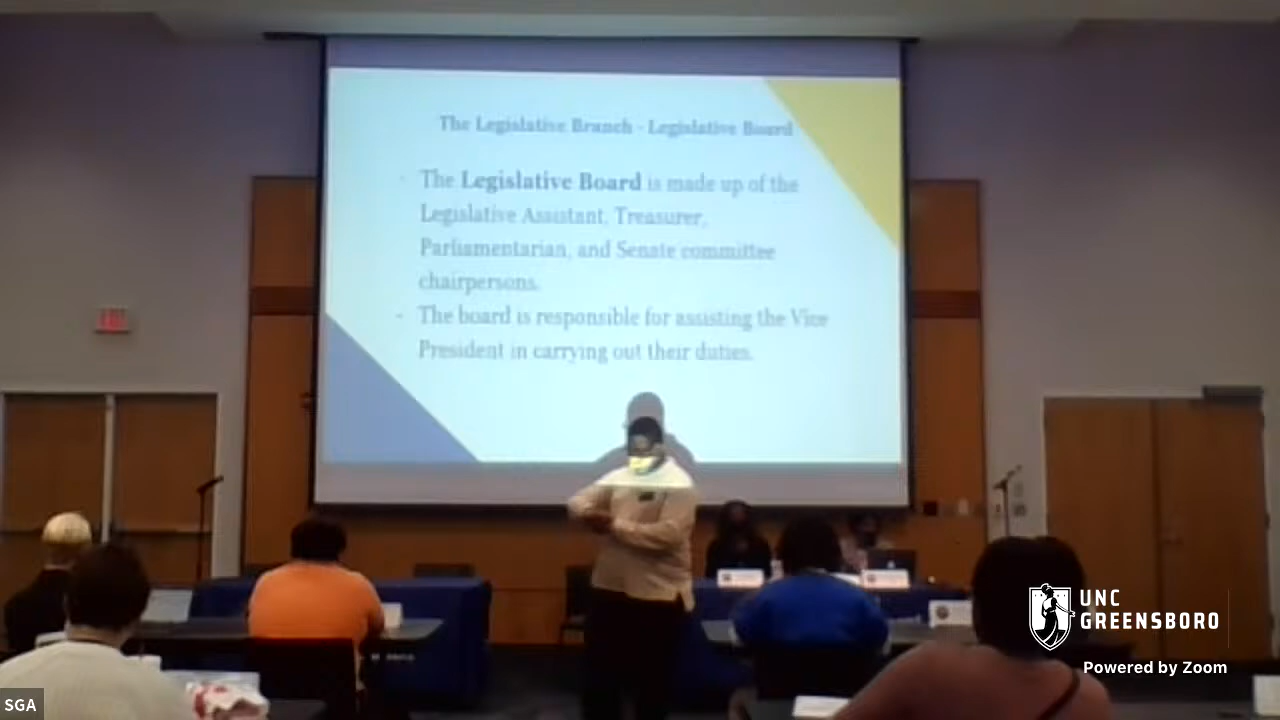 The Legislative Branch - Legislative Board
- The Legislative Board is made up of the
Legislative Assistant, Treasurer,
Parliamentarian, and Senate committee
chairpersons.
- The board is responsible for assisting the Vice
President in carrying out their duties.
UNC
GREENSBORO
Powered by Zoom
SGA